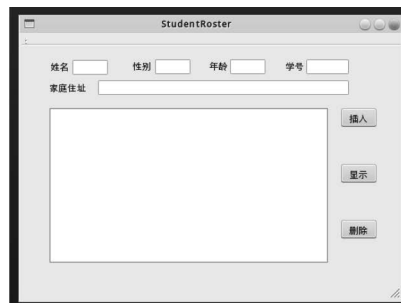 StudentRoster
姓名 性别 年龄 学号
家庭住址
插入
显示
删除